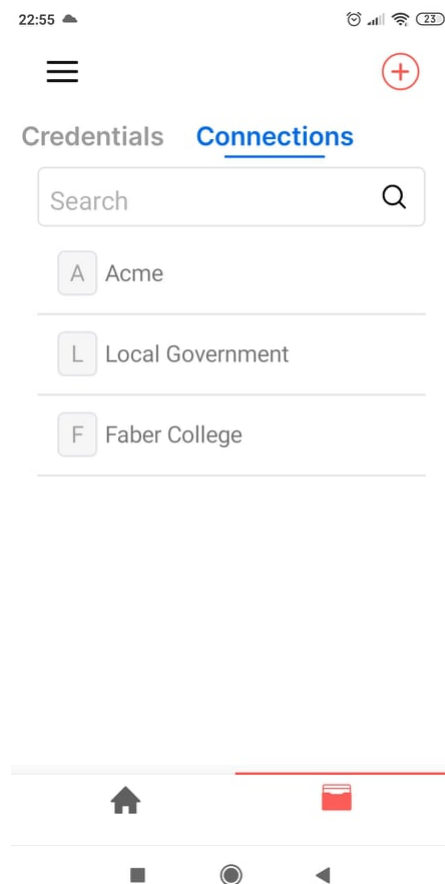 22:55 23
Credentials Connections
Search
A Acme
L Local Government
F Faber College